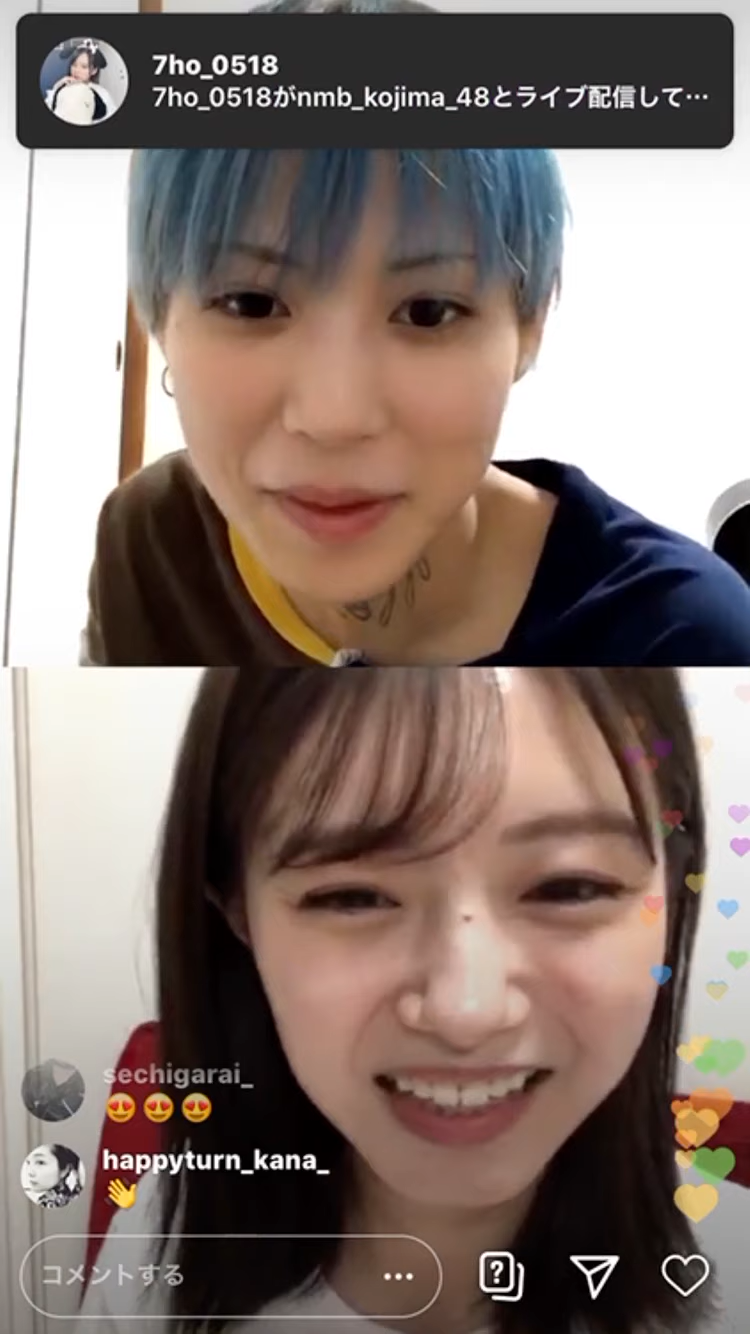 7ho_0518
7ho_0518がnmb_kojima_48とライブ配信して…
sechigarai_
😍😍😍
happyturn_kana_
👋
コメントする